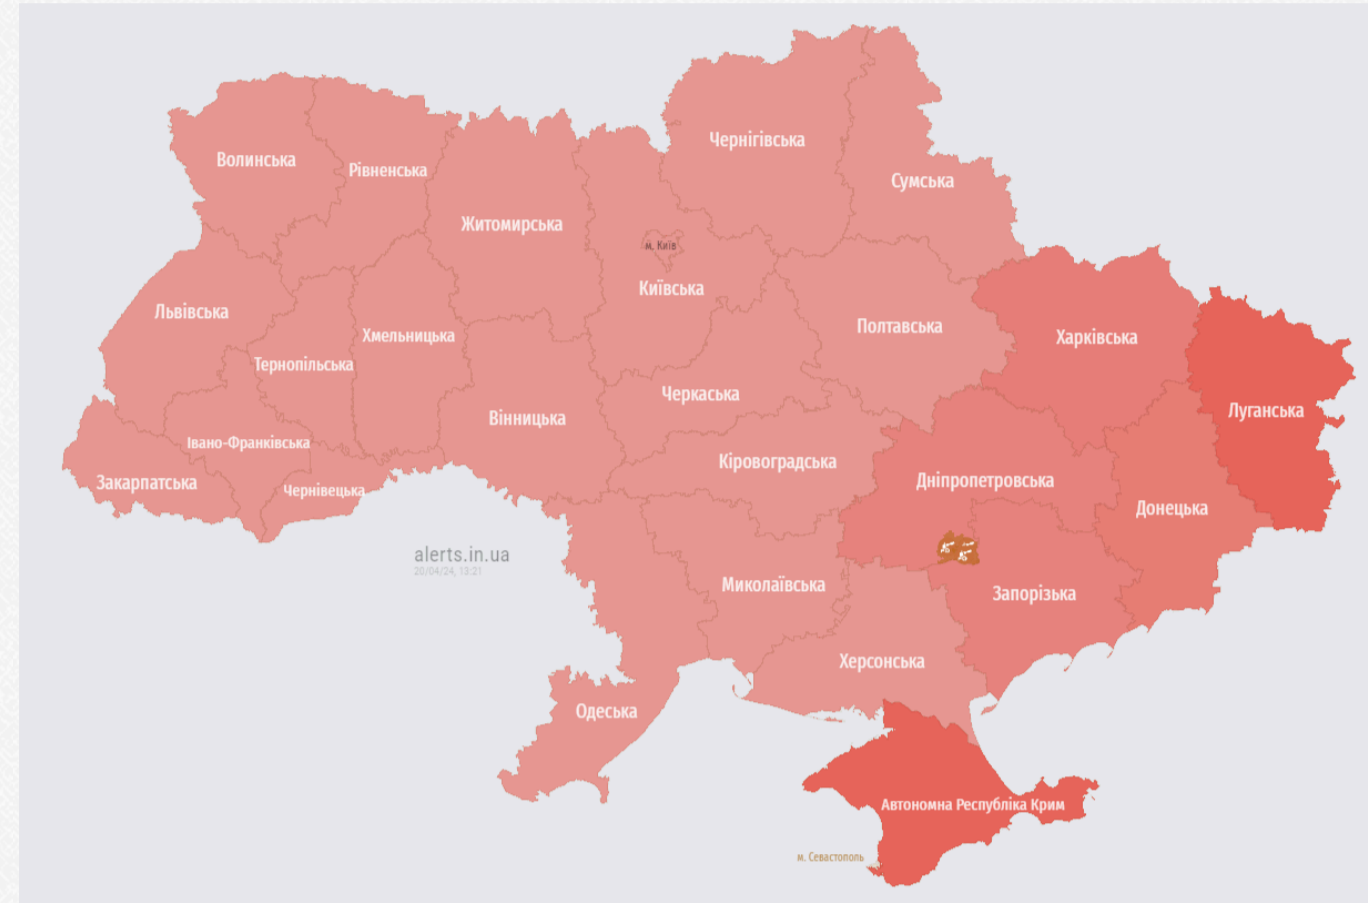 Чернігівська
Волинська
Рівненська
Сумська
Житомирська
м. Київ
Київська
Львівська
Полтавська
Хмельницька
Харківська
Тернопільська
Черкаська
Луганська
Вінницька
Івано-Франківська
Кіровоградська
Закарпатська
Чернівецька
Дніпропетровська
Донецька
alerts.in.ua
20/04/24, 13:21
Миколаївська
Запорізька
Херсонська
Одеська
Автономна Республіка Крим
м. Севастополь